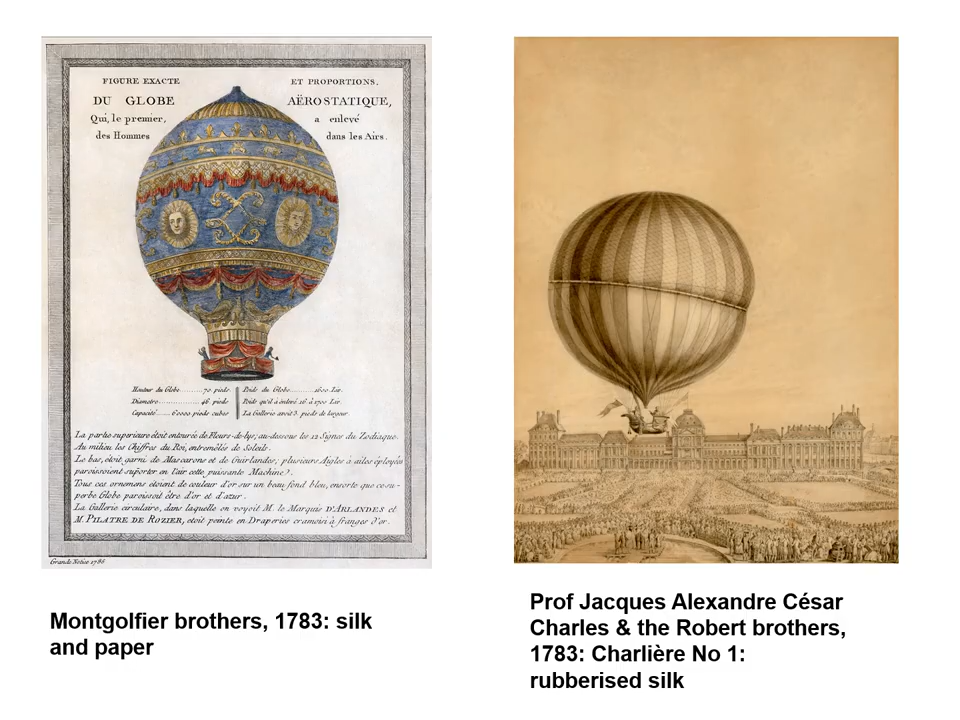 FIGURE EXACTE ET PROPORTIONS.
DU GLOBE AËROSTATIQUE,
Qui, le premier, a enlevé
des Hommes dans les Airs.
Hauteur du Globe..........70 pieds
Diametre.................46 pieds
Capacité......60000 pieds cubes
Poids du Globe..........1600 Liv.
Poids qu'il à enlevé.16 à 1700 Liv.
La Gallerie avoit 3. pieds de largeur.
La partie superieure étoit entourée de Fleurs-de-lys, au-dessous les 12 Signes du Zodiaque.
Au milieu les Chiffres du Roi, entremêlés de Soleils.
Le bas, étoit garni de Mascarons et de Guirlandes, plusieurs Aigles à ailes éployées
paroissoient suporter en l'air cette puissante Machine.
Tous ces ornemens etoient de couleur d'or sur un beau fond bleu, ensorte que ce su-
perbe Globe paroissoit être d'or et d'azur.
La Gallerie circulaire, dans laquelle on voyoit M. le Marquis D'ARLANDES et
M. PILATRE DE ROZIER, etoit peinte en Draperies cramoisi à franges d'or.
1786
Montgolfier brothers, 1783: silk
and paper
Prof Jacques Alexandre César
Charles & the Robert brothers,
1783: Charlière No 1:
rubberised silk